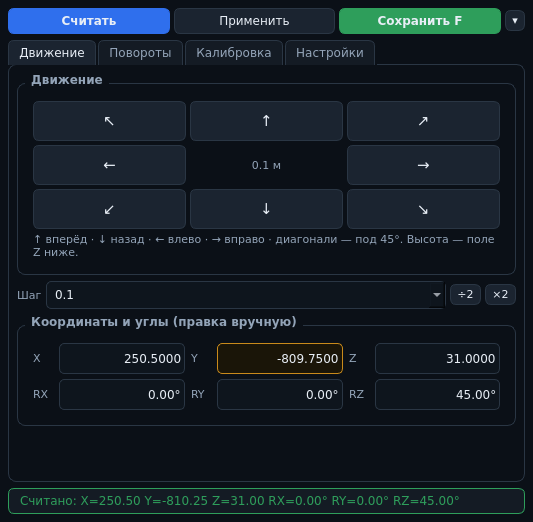 Считать Применить Сохранить F ▾
Движение Повороты Калибровка Настройки
Движение
↖ ↑ ↗
← 0.1 м →
↙ ↓ ↘
↑ вперёд · ↓ назад · ← влево · → вправо · диагонали — под 45°. Высота — поле
Z ниже.
Шаг 0.1 ÷2 ×2
Координаты и углы (правка вручную)
X 250.5000 Y -809.7500 Z 31.0000
RX 0.00° RY 0.00° RZ 45.00°
Считано: X=250.50 Y=-810.25 Z=31.00 RX=0.00° RY=0.00° RZ=45.00°